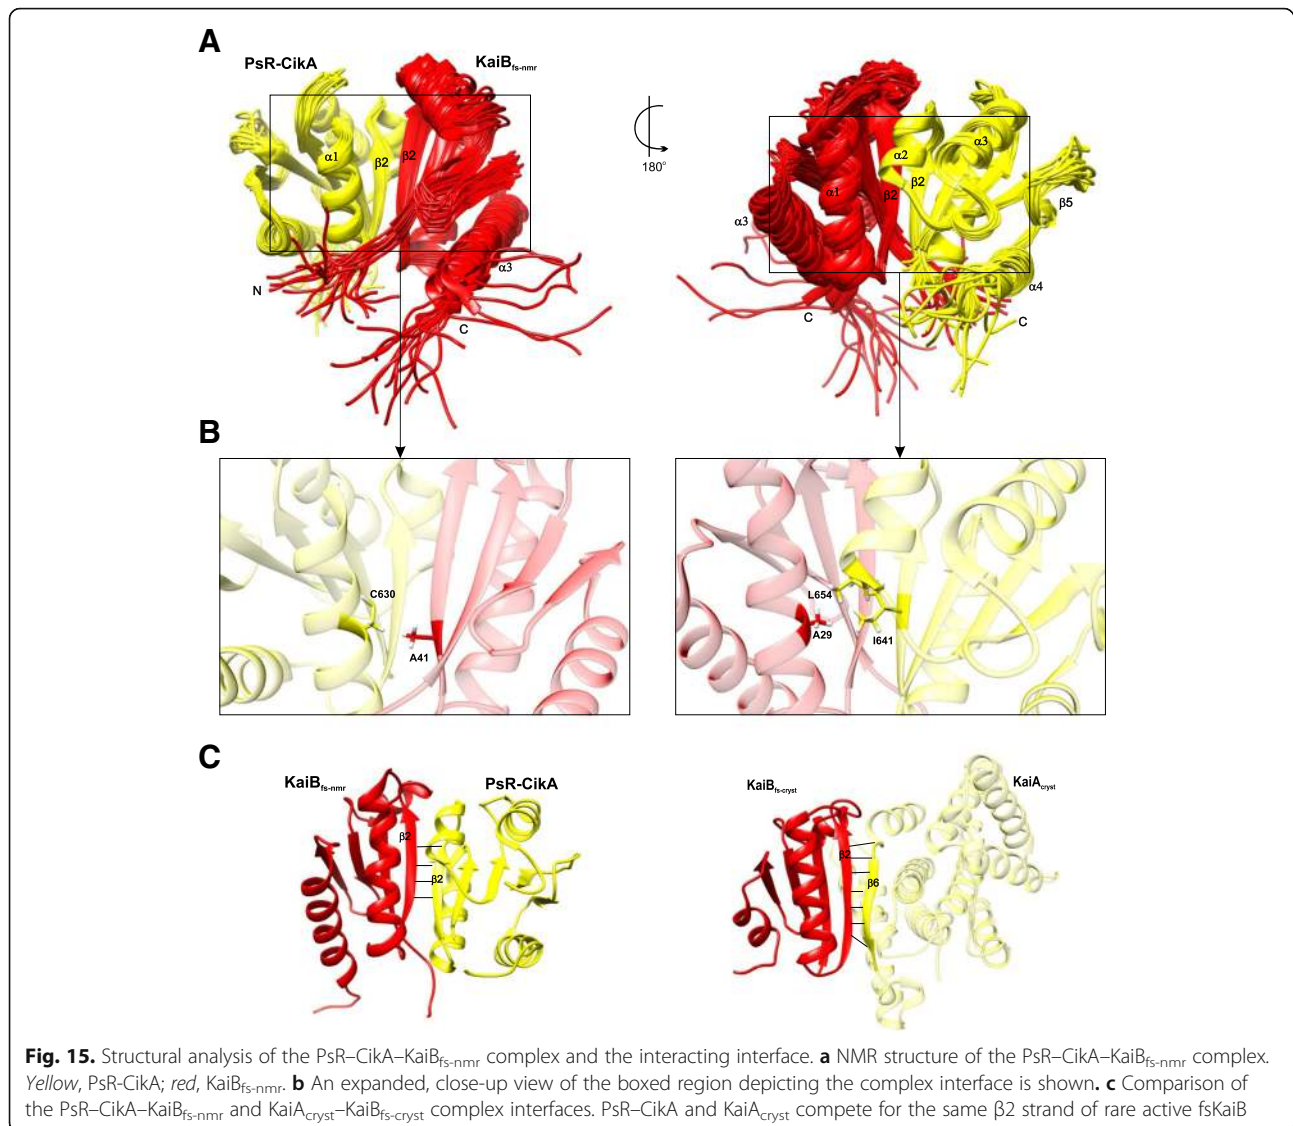 A
PsR-CikA
KaiBfs-nmr
α1
β2
β2
α3
N
C
180°
α2
α3
β2
α1
β2
β5
α3
α4
C
C
B
C630
A41
L654
A29
I641
C
KaiBfs-nmr
PsR-CikA
β2
β2
KaiBfs-cryst
KaiAcryst
β2
β6
Fig. 15. Structural analysis of the PsR–CikA–KaiBfs-nmr complex and the interacting interface. a NMR structure of the PsR–CikA–KaiBfs-nmr complex.
Yellow, PsR-CikA; red, KaiBfs-nmr. b An expanded, close-up view of the boxed region depicting the complex interface is shown. c Comparison of
the PsR–CikA–KaiBfs-nmr and KaiAcryst–KaiBfs-cryst complex interfaces. PsR–CikA and KaiAcryst compete for the same β2 strand of rare active fsKaiB